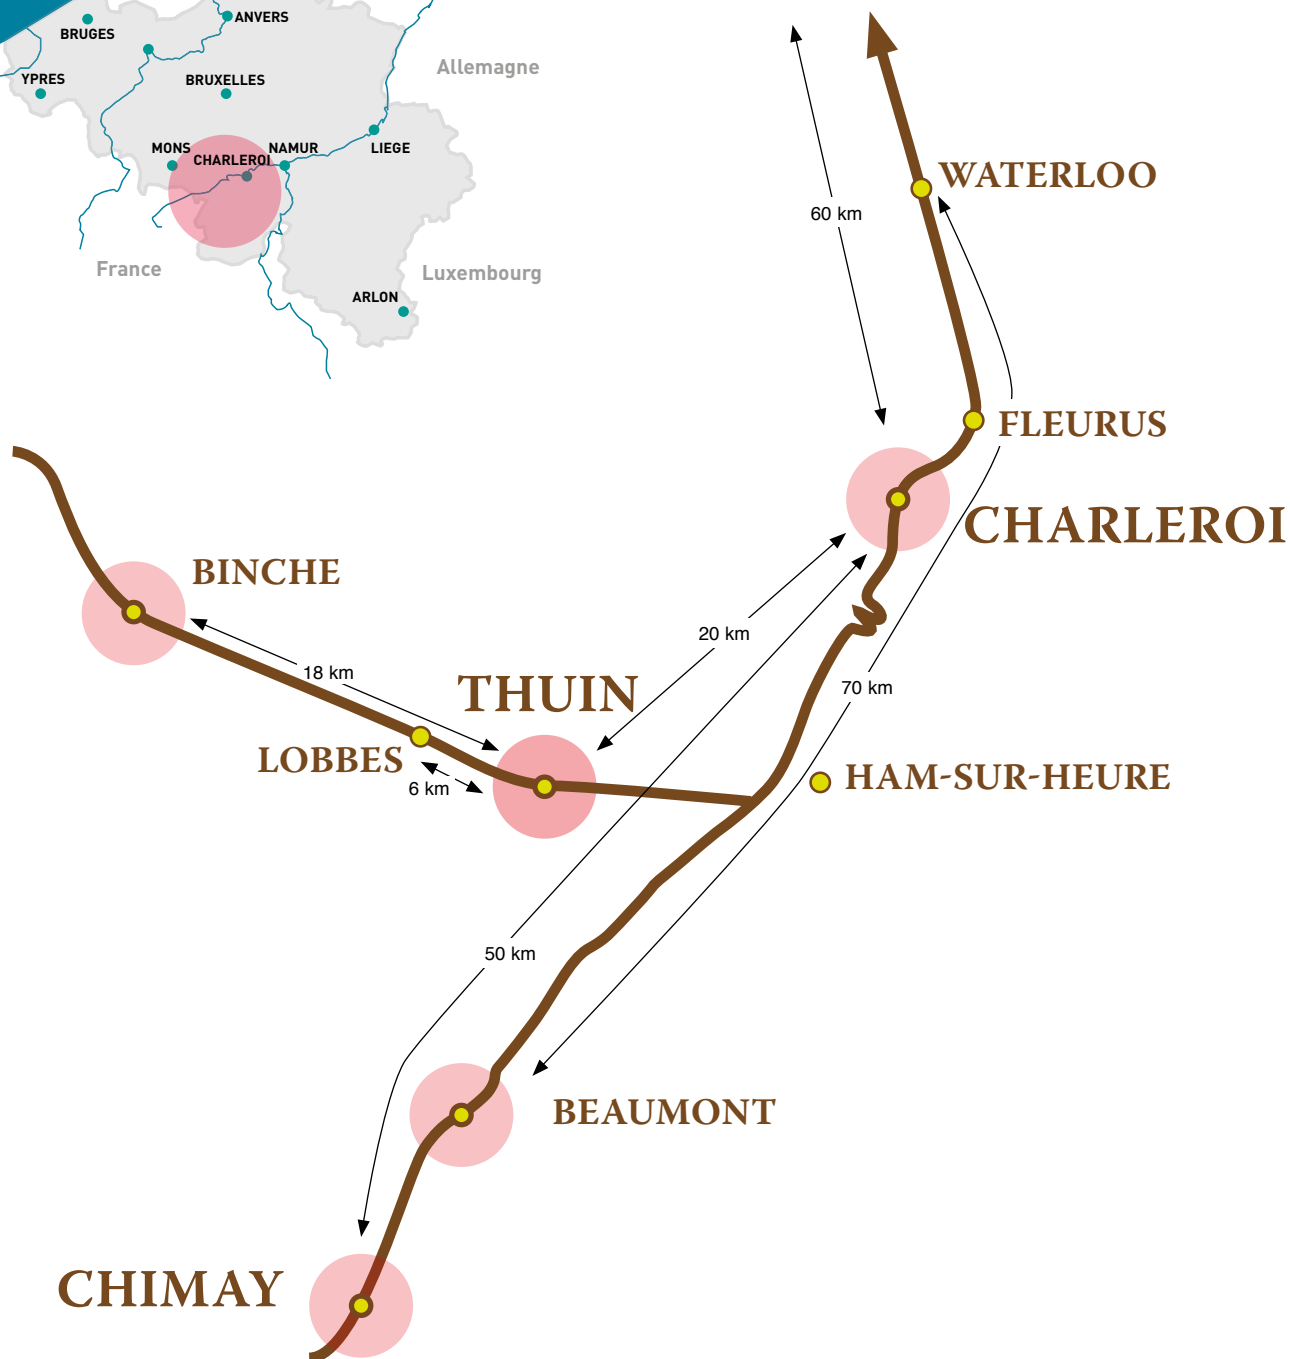 ANVERS
BRUGES
Allemagne
YPRES
BRUXELLES
MONS
NAMUR
LIEGE
CHARLEROI
France
Luxembourg
ARLON
WATERLOO
60 km
FLEURUS
CHARLEROI
BINCHE
20 km
18 km
THUIN
70 km
LOBBES
HAM-SUR-HEURE
6 km
50 km
BEAUMONT
CHIMAY